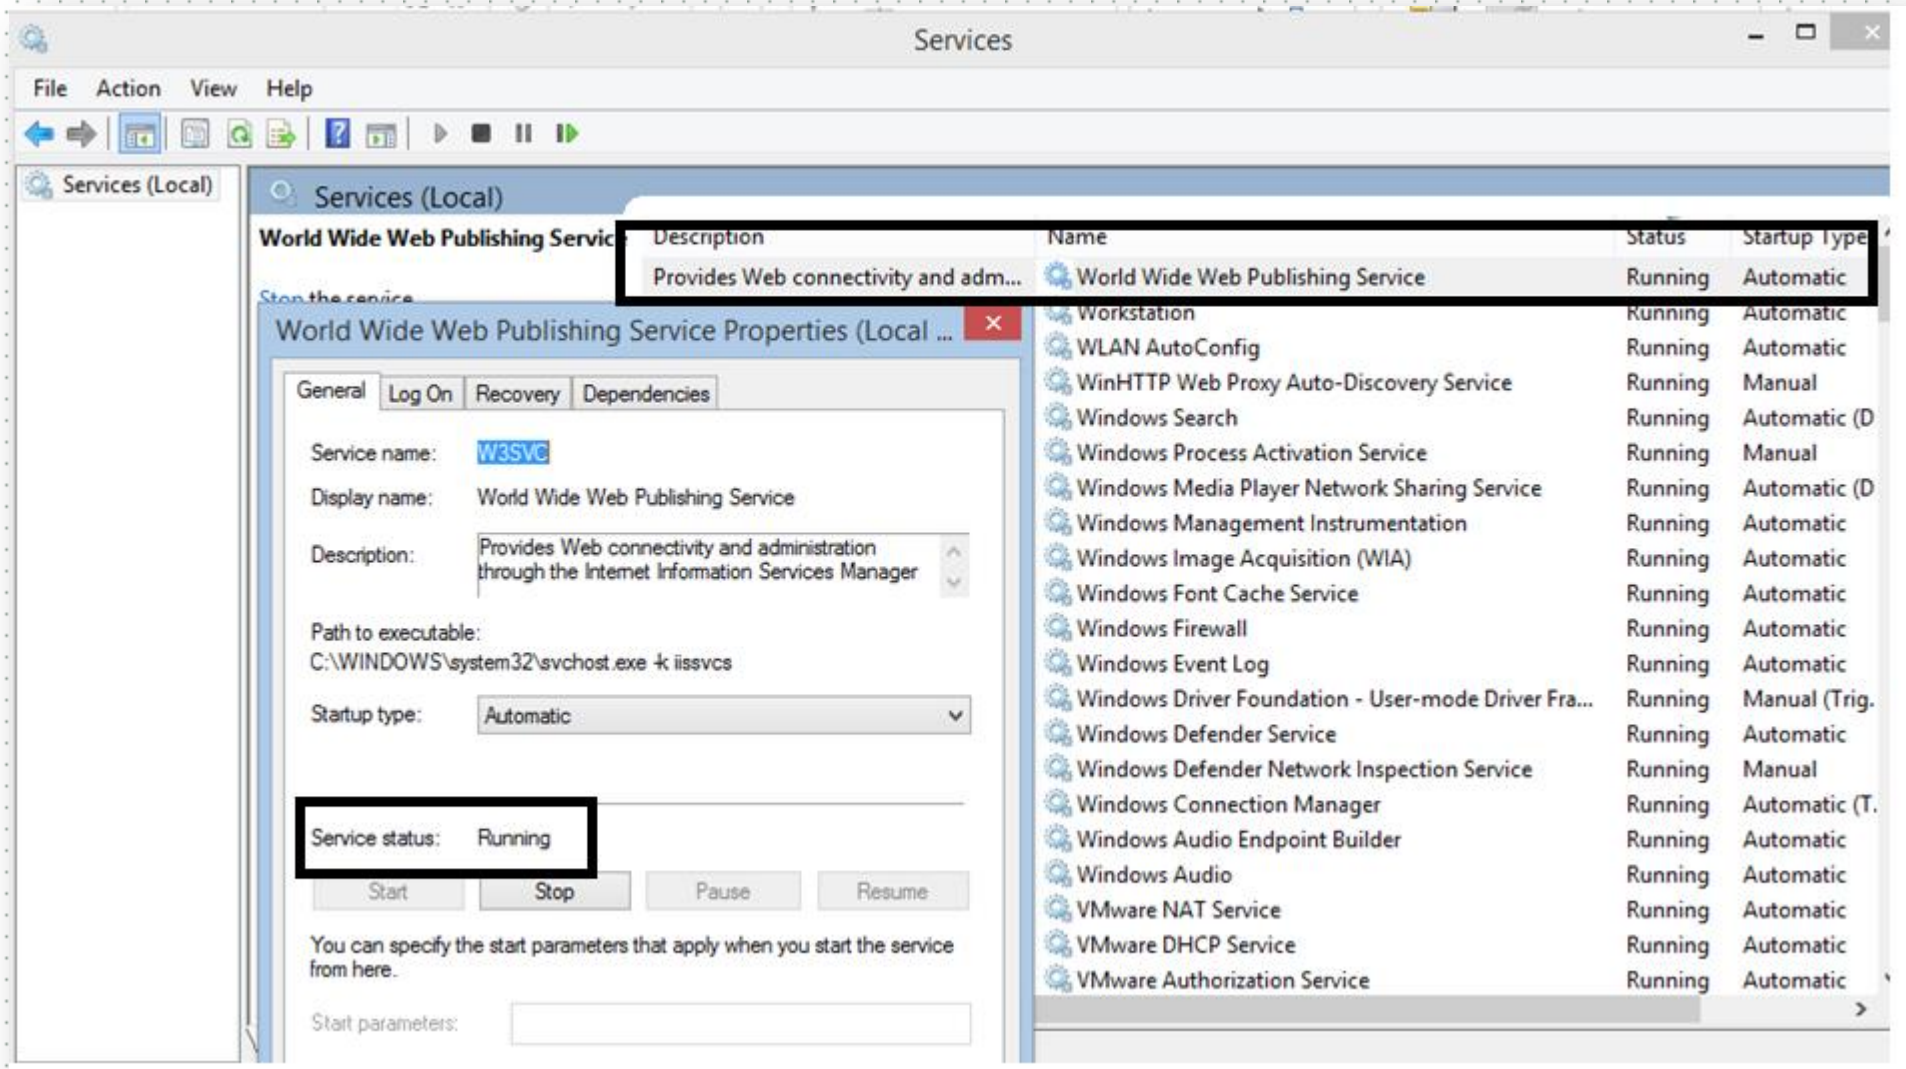 Services
File Action View Help
Services (Local)
Services (Local)
World Wide Web Publishing Service
Stop the service
Description Name Status Startup Type
Provides Web connectivity and adm... World Wide Web Publishing Service Running Automatic
Workstation Running Automatic
WLAN AutoConfig Running Automatic
WinHTTP Web Proxy Auto-Discovery Service Running Manual
Windows Search Running Automatic (D
Windows Process Activation Service Running Manual
Windows Media Player Network Sharing Service Running Automatic (D
Windows Management Instrumentation Running Automatic
Windows Image Acquisition (WIA) Running Automatic
Windows Font Cache Service Running Automatic
Windows Firewall Running Automatic
Windows Event Log Running Automatic
Windows Driver Foundation - User-mode Driver Fra... Running Manual (Trig.
Windows Defender Service Running Automatic
Windows Defender Network Inspection Service Running Manual
Windows Connection Manager Running Automatic (T.
Windows Audio Endpoint Builder Running Automatic
Windows Audio Running Automatic
VMware NAT Service Running Automatic
VMware DHCP Service Running Automatic
VMware Authorization Service Running Automatic
World Wide Web Publishing Service Properties (Local ...
General Log On Recovery Dependencies
Service name: W3SVC
Display name: World Wide Web Publishing Service
Description: Provides Web connectivity and administration
through the Internet Information Services Manager
Path to executable:
C:\WINDOWS\system32\svchost.exe -k iissvcs
Startup type: Automatic
Service status: Running
Start Stop Pause Resume
You can specify the start parameters that apply when you start the service
from here.
Start parameters: